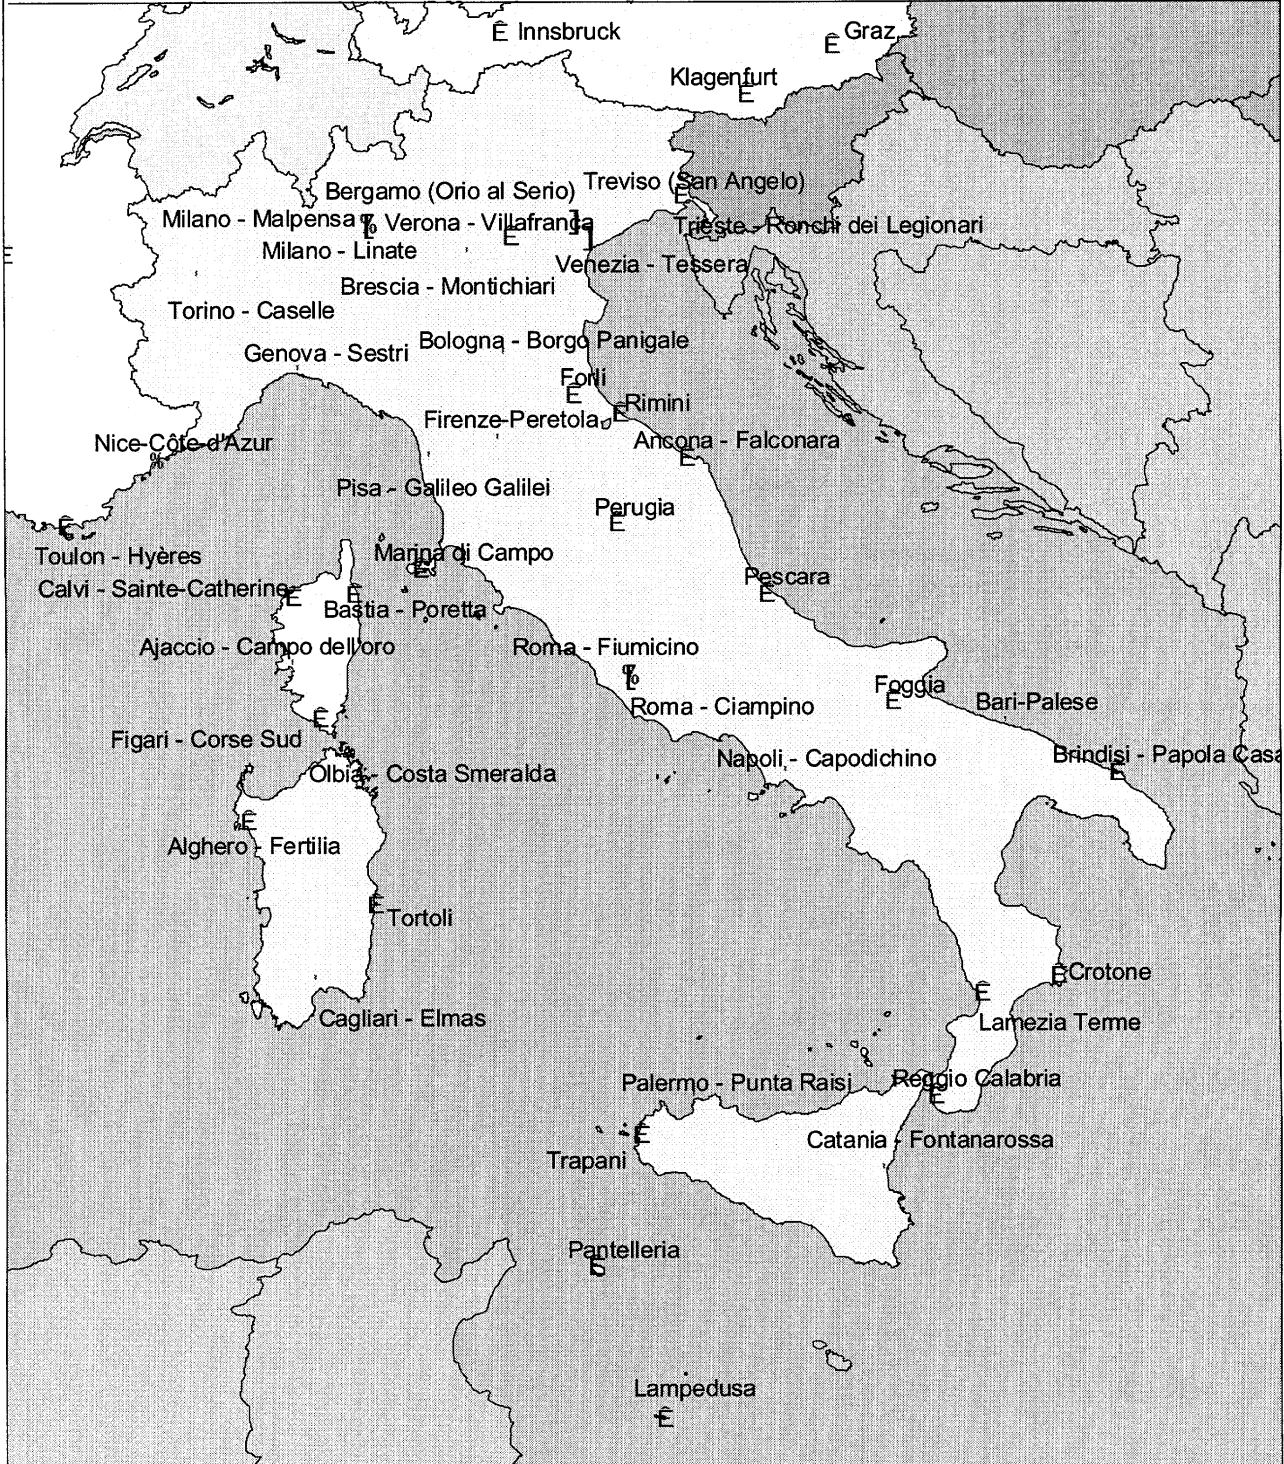 Innsbruck
Graz
Klagenfurt
Bergamo (Orio al Serio)
Treviso (San Angelo)
Milano - Malpensa
Verona - Villafranca
Trieste - Ronchi dei Legionari
Milano - Linate
Venezia - Tessera
Brescia - Montichiari
Torino - Caselle
Bologna - Borgo Panigale
Genova - Sestri
Forli
Rimini
Firenze-Peretola
Ancona - Falconara
Nice-Côte-d'Azur
Pisa - Galileo Galilei
Perugia
Toulon - Hyères
Marina di Campo
Pescara
Calvi - Sainte-Catherine
Bastia - Poretta
Ajaccio - Campo dell'oro
Roma - Fiumicino
Foggia
Bari-Palese
Roma - Ciampino
Figari - Corse Sud
Napoli - Capodichino
Brindisi - Papola Casa
Olbia - Costa Smeralda
Alghero - Fertilia
Tortoli
Crotone
Cagliari - Elmas
Lamezia Terme
Palermo - Punta Raisi
Reggio Calabria
Catania - Fontanarossa
Trapani
Pantelleria
Lampedusa